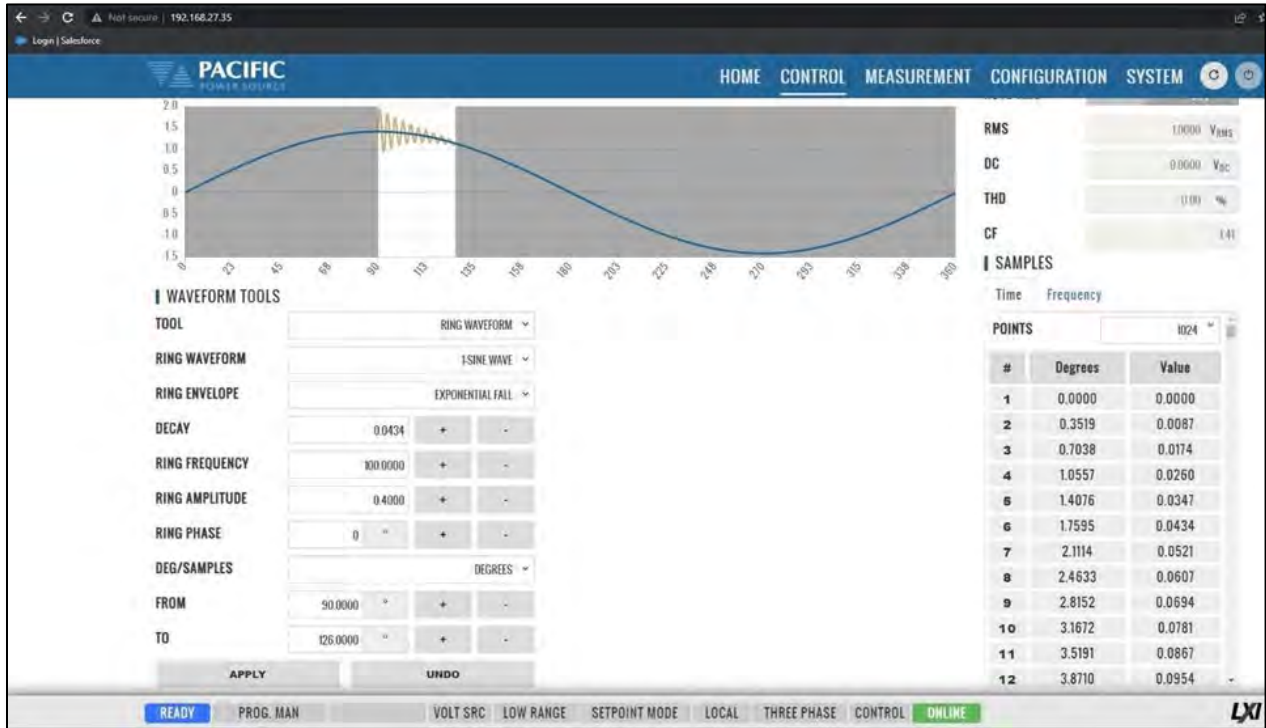 Not secure | 192.168.27.35
Login | Salesforce
PACIFIC
POWER SOURCE
HOME CONTROL MEASUREMENT CONFIGURATION SYSTEM
2.0
1.5
1.0
0.5
0
0.5
1.0
1.5
0 23 45 68 90 113 135 158 180 203 225 248 270 293 315 338 360
RMS 1.0000 VRMS
DC 0.0000 VDC
THD 0.00 %
CF 1.41
SAMPLES
Time Frequency
POINTS 1024
# Degrees Value
1 0.0000 0.0000
2 0.3519 0.0087
3 0.7038 0.0174
4 1.0557 0.0260
5 1.4076 0.0347
6 1.7595 0.0434
7 2.1114 0.0521
8 2.4633 0.0607
9 2.8152 0.0694
10 3.1672 0.0781
11 3.5191 0.0867
12 3.8710 0.0954
WAVEFORM TOOLS
TOOL RING WAVEFORM
RING WAVEFORM 1-SINE WAVE
RING ENVELOPE EXPONENTIAL FALL
DECAY 0.0434 + -
RING FREQUENCY 100.0000 + -
RING AMPLITUDE 0.4000 + -
RING PHASE 0 ° + -
DEG/SAMPLES DEGREES
FROM 90.0000 ° + -
TO 126.0000 ° + -
APPLY UNDO
READY PROG. MAN VOLT SRC LOW RANGE SETPOINT MODE LOCAL THREE PHASE CONTROL ONLINE LXI